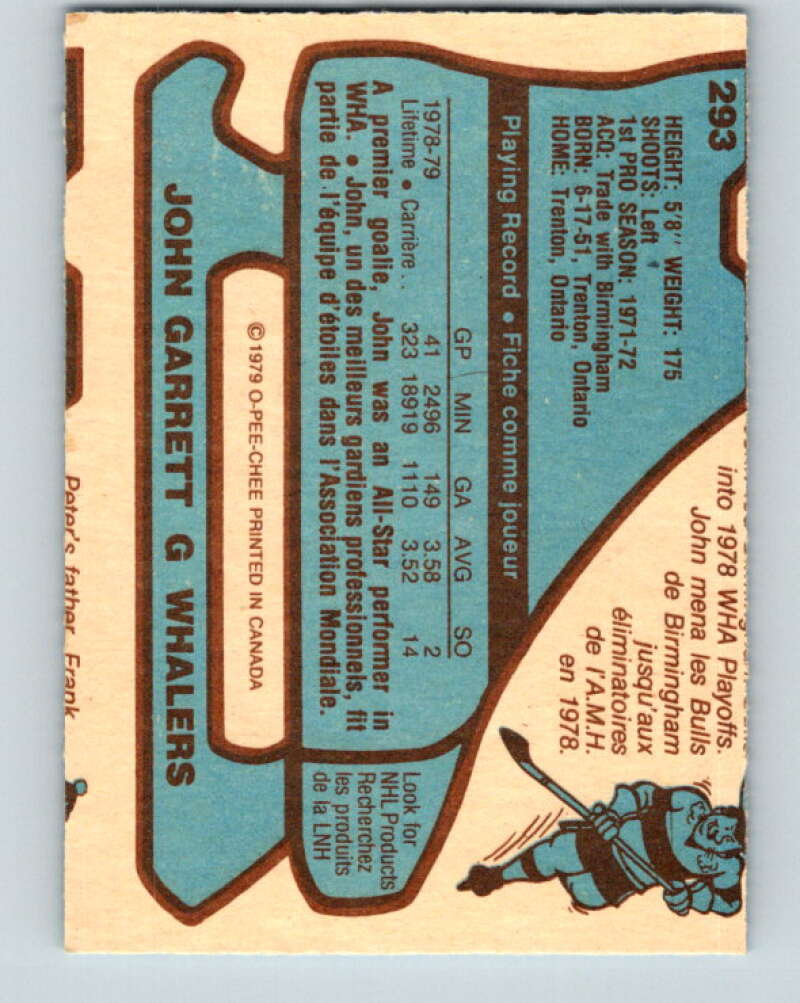 293
HEIGHT: 5'8" WEIGHT: 175
SHOOTS: Left
1st PRO SEASON: 1971-72
ACQ: Trade with Birmingham
BORN: 6-17-51, Trenton, Ontario
HOME: Trenton, Ontario
into 1978 WHA Playoffs.
John mena les Bulls
de Birmingham
jusqu'aux
éliminatoires
de l'A.M.H.
en 1978.
Playing Record • Fiche comme joueur
GP MIN GA AVG SO
1978-79 41 2496 149 3.58 2
Lifetime • Carrière . . 323 18919 1110 3.52 14
A premier goalie, John was an All-Star performer in
WHA. • John, un des meilleurs gardiens professionnels, fit
partie de l'équipe d'étoiles dans l'Association Mondiale.
Look for
NHL Products
Recherchez
les produits
de la LNH
©1979 O-PEE-CHEE PRINTED IN CANADA
JOHN GARRETT G WHALERS
Peter's father, Frank